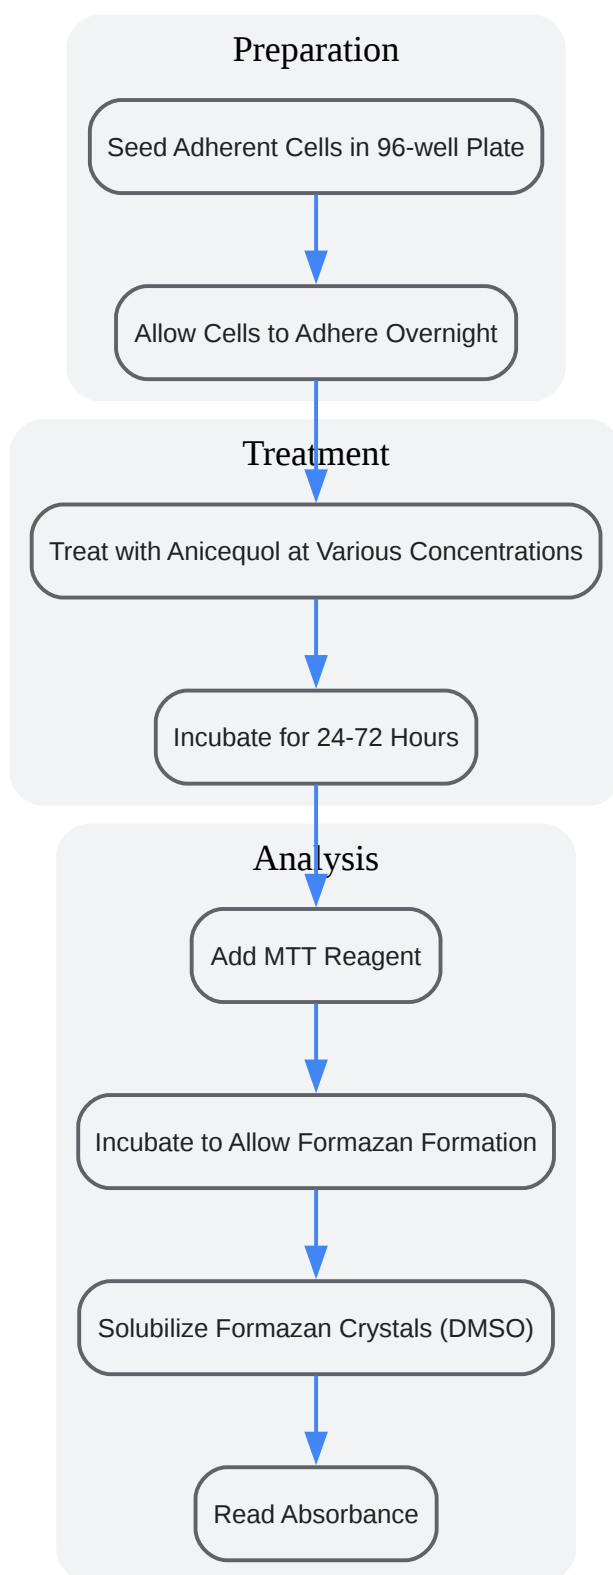 Preparation
Seed Adherent Cells in 96-well Plate
Allow Cells to Adhere Overnight
Treatment
Treat with Anicequol at Various Concentrations
Incubate for 24-72 Hours
Analysis
Add MTT Reagent
Incubate to Allow Formazan Formation
Solubilize Formazan Crystals (DMSO)
Read Absorbance